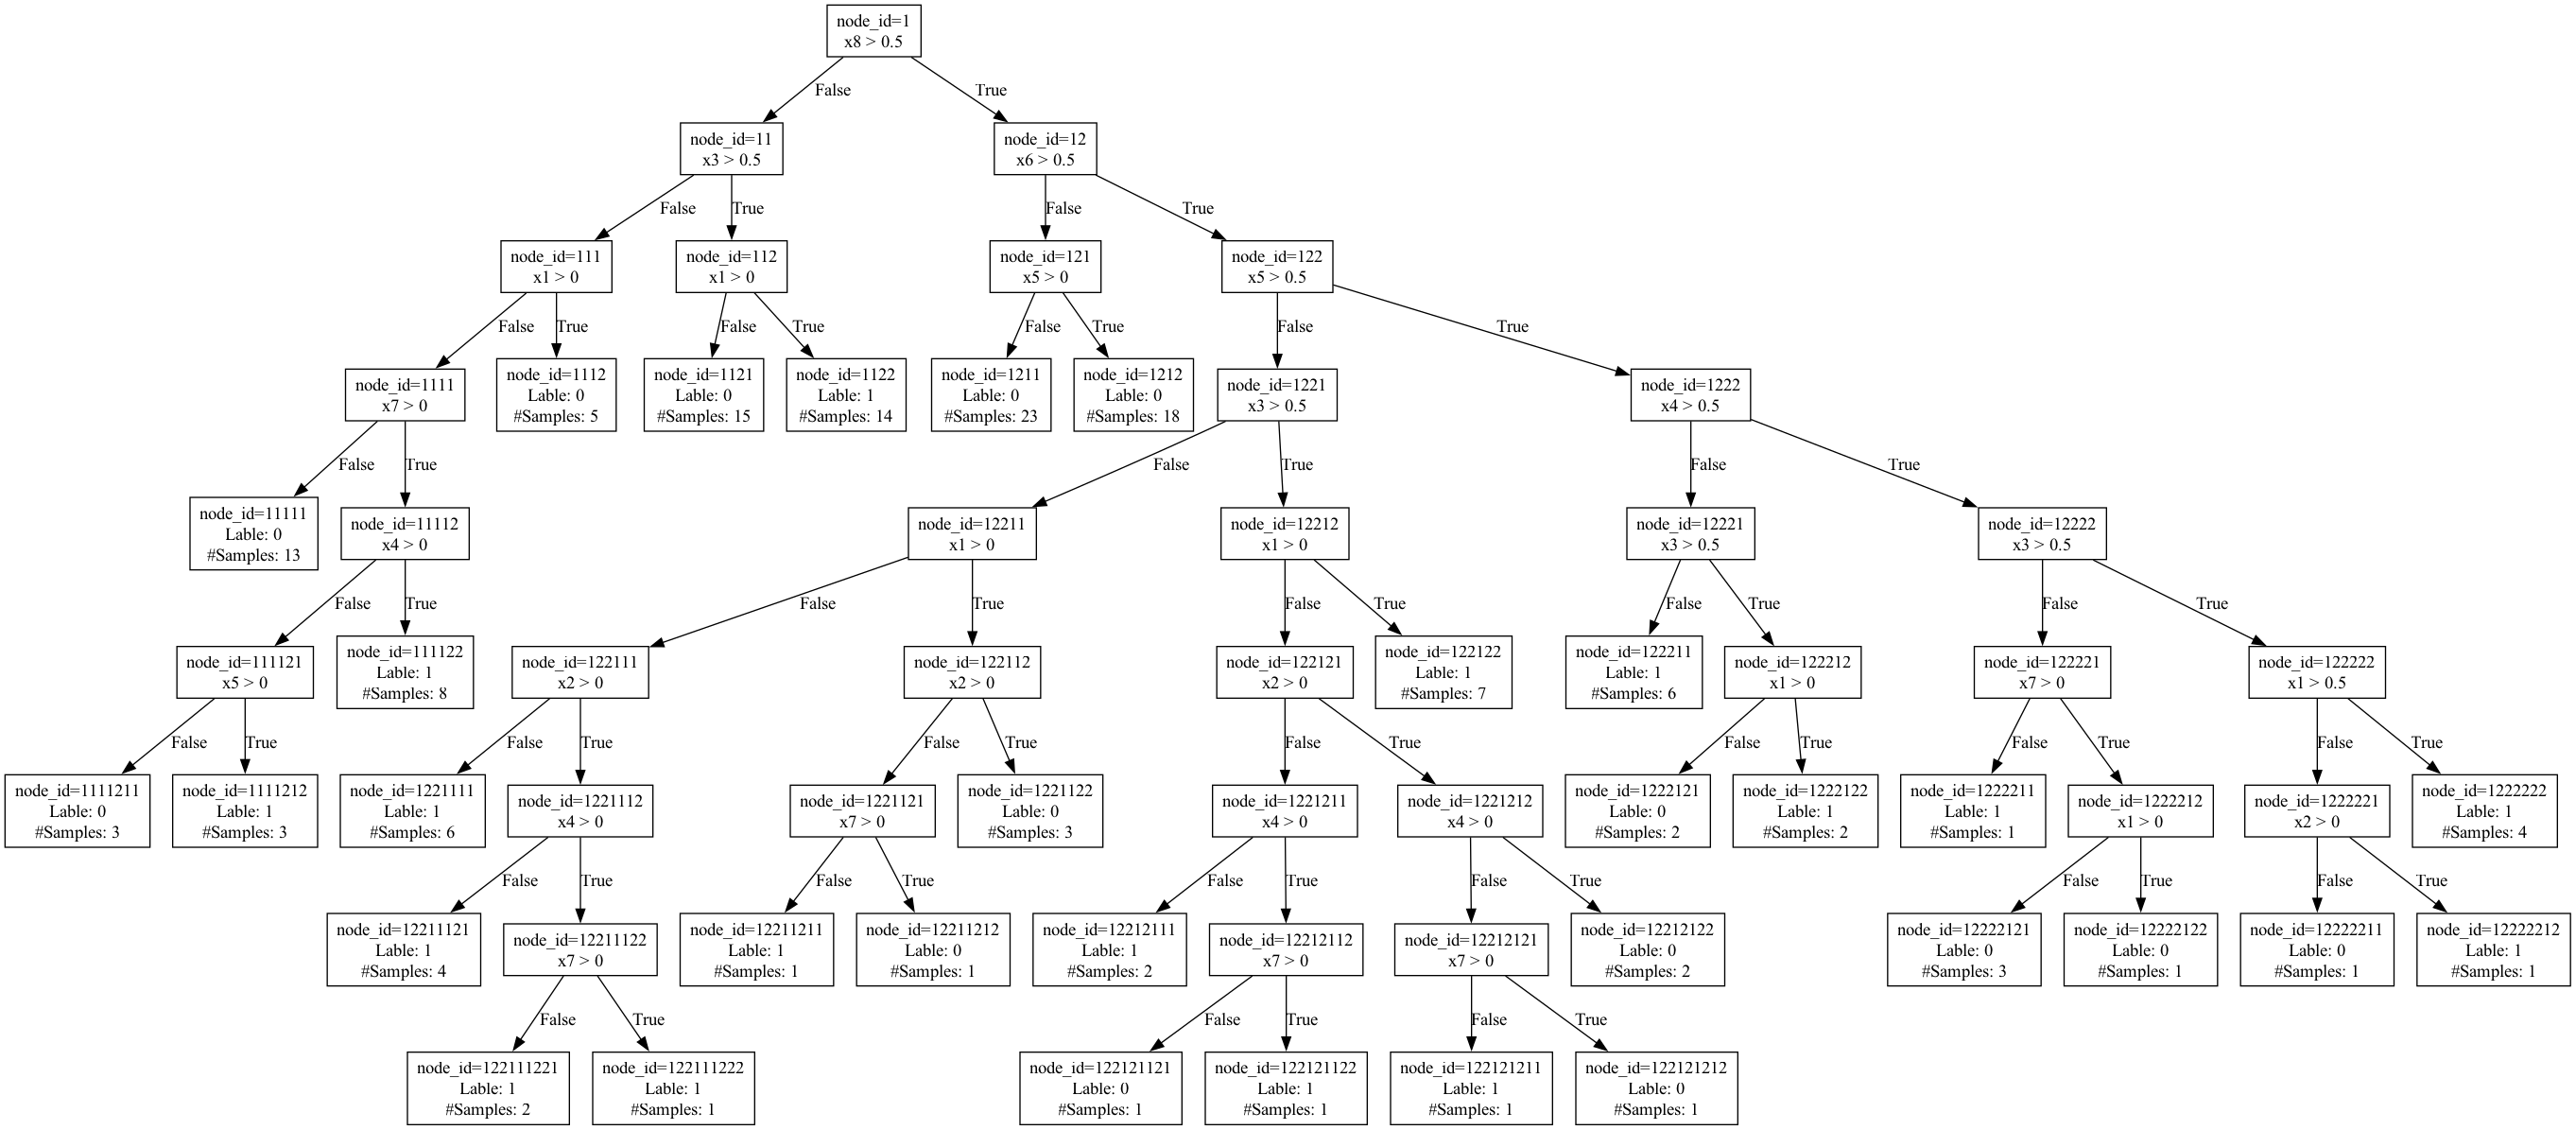 node_id=1
x8 > 0.5
False
True
node_id=11
x3 > 0.5
node_id=12
x6 > 0.5
False
True
False
True
node_id=111
x1 > 0
node_id=112
x1 > 0
node_id=121
x5 > 0
node_id=122
x5 > 0.5
False
True
False
True
False
True
False
True
node_id=1111
x7 > 0
node_id=1112
Lable: 0
#Samples: 5
node_id=1121
Lable: 0
#Samples: 15
node_id=1122
Lable: 1
#Samples: 14
node_id=1211
Lable: 0
#Samples: 23
node_id=1212
Lable: 0
#Samples: 18
node_id=1221
x3 > 0.5
node_id=1222
x4 > 0.5
False
True
False
True
False
True
node_id=11111
Lable: 0
#Samples: 13
node_id=11112
x4 > 0
node_id=12211
x1 > 0
node_id=12212
x1 > 0
node_id=12221
x3 > 0.5
node_id=12222
x3 > 0.5
False
True
False
True
False
True
False
True
False
True
node_id=111121
x5 > 0
node_id=111122
Lable: 1
#Samples: 8
node_id=122111
x2 > 0
node_id=122112
x2 > 0
node_id=122121
x2 > 0
node_id=122122
Lable: 1
#Samples: 7
node_id=122211
Lable: 1
#Samples: 6
node_id=122212
x1 > 0
node_id=122221
x7 > 0
node_id=122222
x1 > 0.5
False
True
False
True
False
True
False
True
False
True
False
True
False
True
node_id=1111211
Lable: 0
#Samples: 3
node_id=1111212
Lable: 1
#Samples: 3
node_id=1221111
Lable: 1
#Samples: 6
node_id=1221112
x4 > 0
node_id=1221121
x7 > 0
node_id=1221122
Lable: 0
#Samples: 3
node_id=1221211
x4 > 0
node_id=1221212
x4 > 0
node_id=1222121
Lable: 0
#Samples: 2
node_id=1222122
Lable: 1
#Samples: 2
node_id=1222211
Lable: 1
#Samples: 1
node_id=1222212
x1 > 0
node_id=1222221
x2 > 0
node_id=1222222
Lable: 1
#Samples: 4
False
True
False
True
False
True
False
True
False
True
False
True
node_id=12211121
Lable: 1
#Samples: 4
node_id=12211122
x7 > 0
node_id=12211211
Lable: 1
#Samples: 1
node_id=12211212
Lable: 0
#Samples: 1
node_id=12212111
Lable: 1
#Samples: 2
node_id=12212112
x7 > 0
node_id=12212121
x7 > 0
node_id=12212122
Lable: 0
#Samples: 2
node_id=12222121
Lable: 0
#Samples: 3
node_id=12222122
Lable: 0
#Samples: 1
node_id=12222211
Lable: 0
#Samples: 1
node_id=12222212
Lable: 1
#Samples: 1
False
True
False
True
False
True
node_id=122111221
Lable: 1
#Samples: 2
node_id=122111222
Lable: 1
#Samples: 1
node_id=122121121
Lable: 0
#Samples: 1
node_id=122121122
Lable: 1
#Samples: 1
node_id=122121211
Lable: 1
#Samples: 1
node_id=122121212
Lable: 0
#Samples: 1